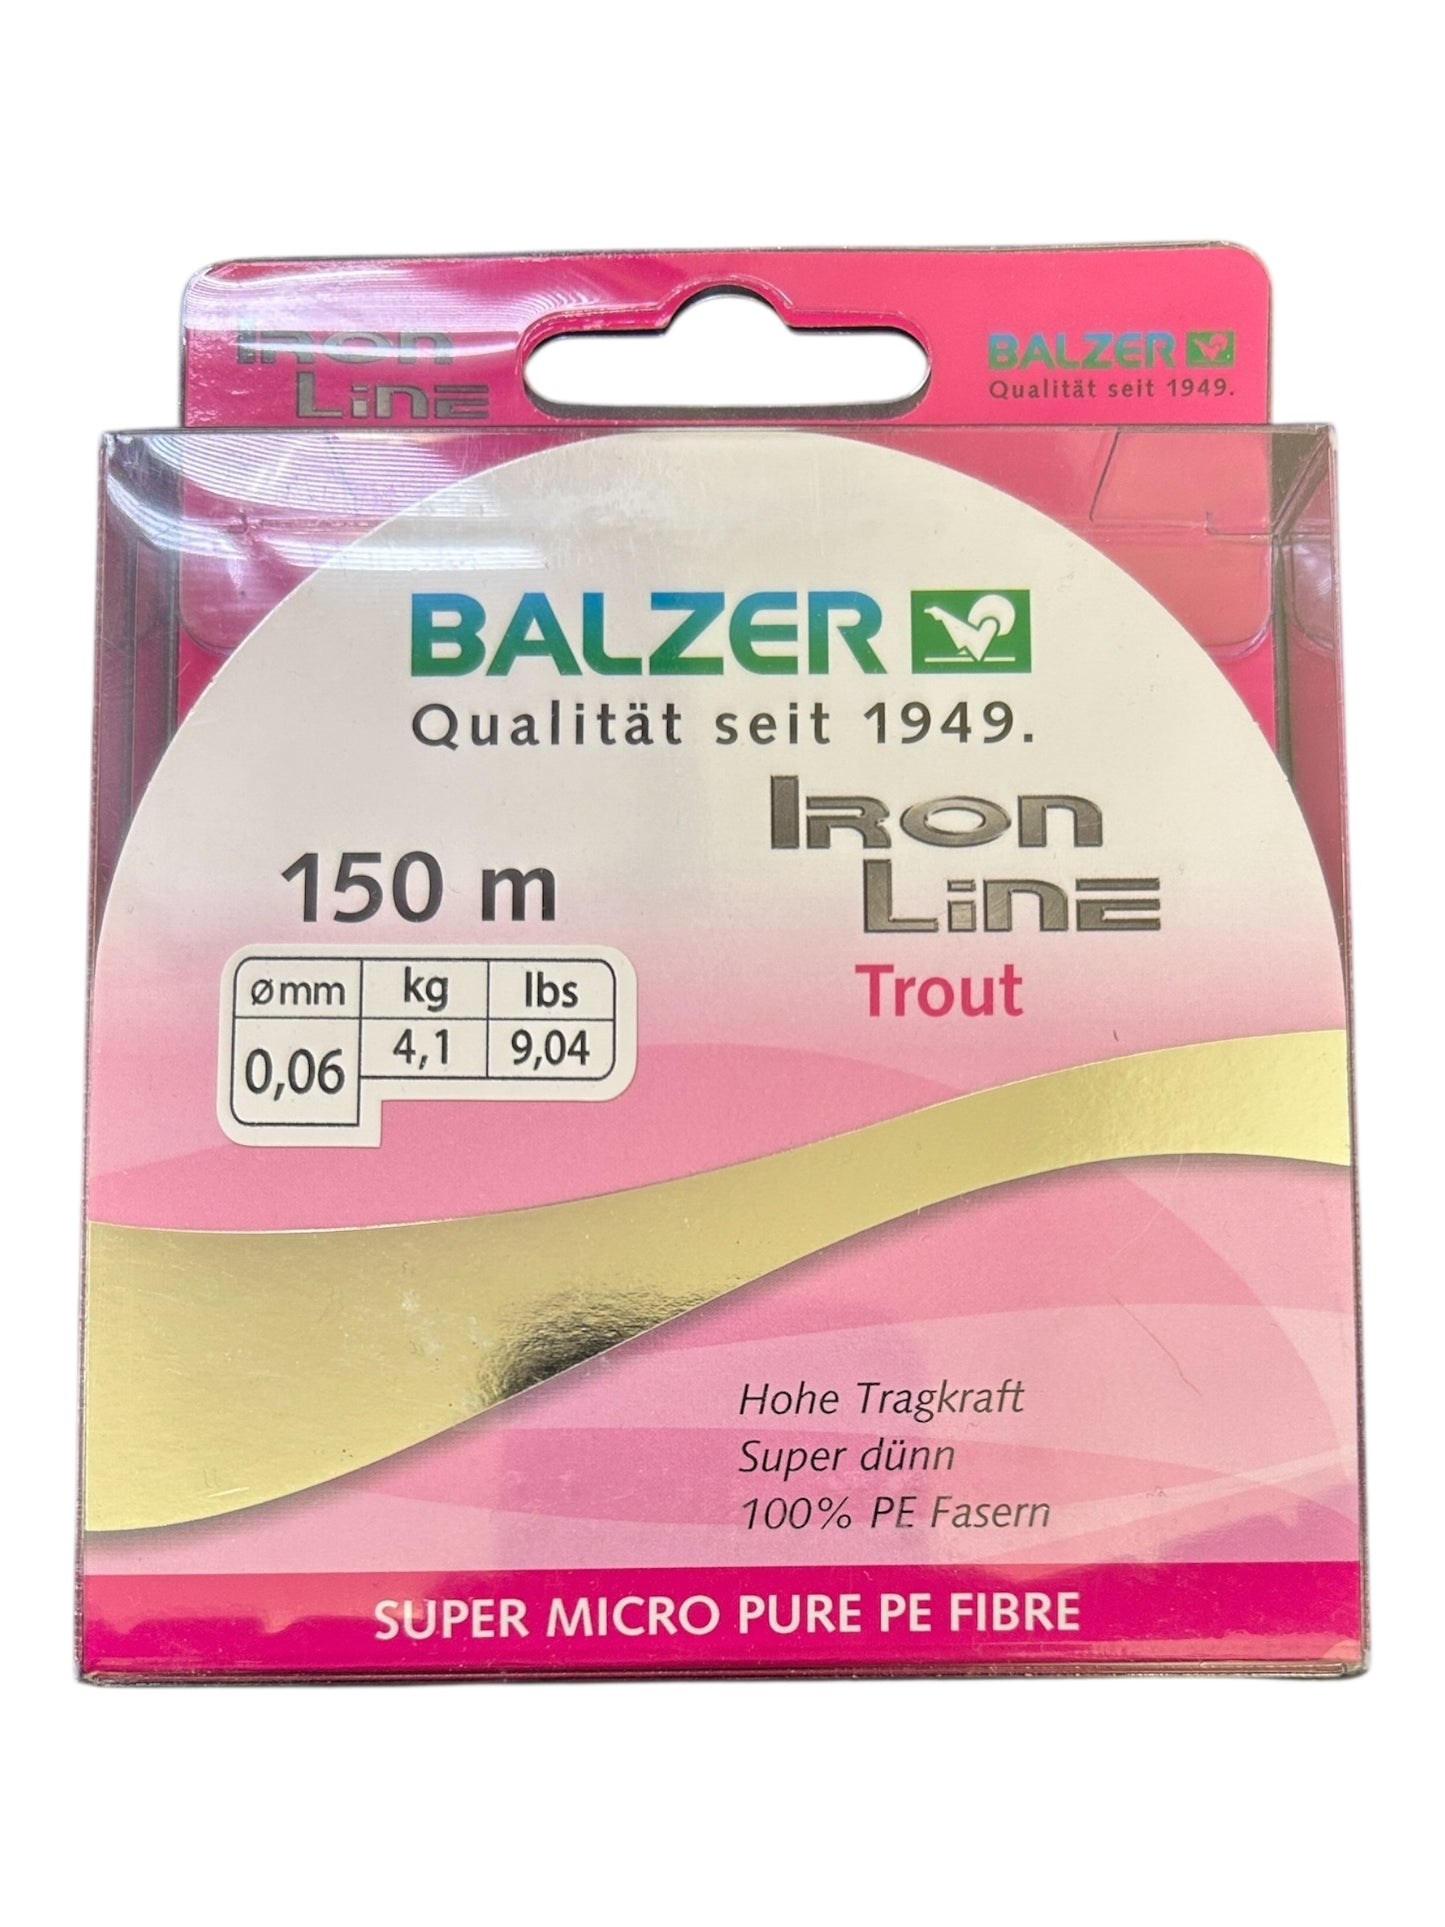 Iron
Line
BALZER
Qualität seit 1949.
BALZER
Qualität seit 1949.
Iron
Line
Trout
150 m
ø mm kg lbs
0,06 4,1 9,04
Hohe Tragkraft
Super dünn
100% PE Fasern
SUPER MICRO PURE PE FIBRE